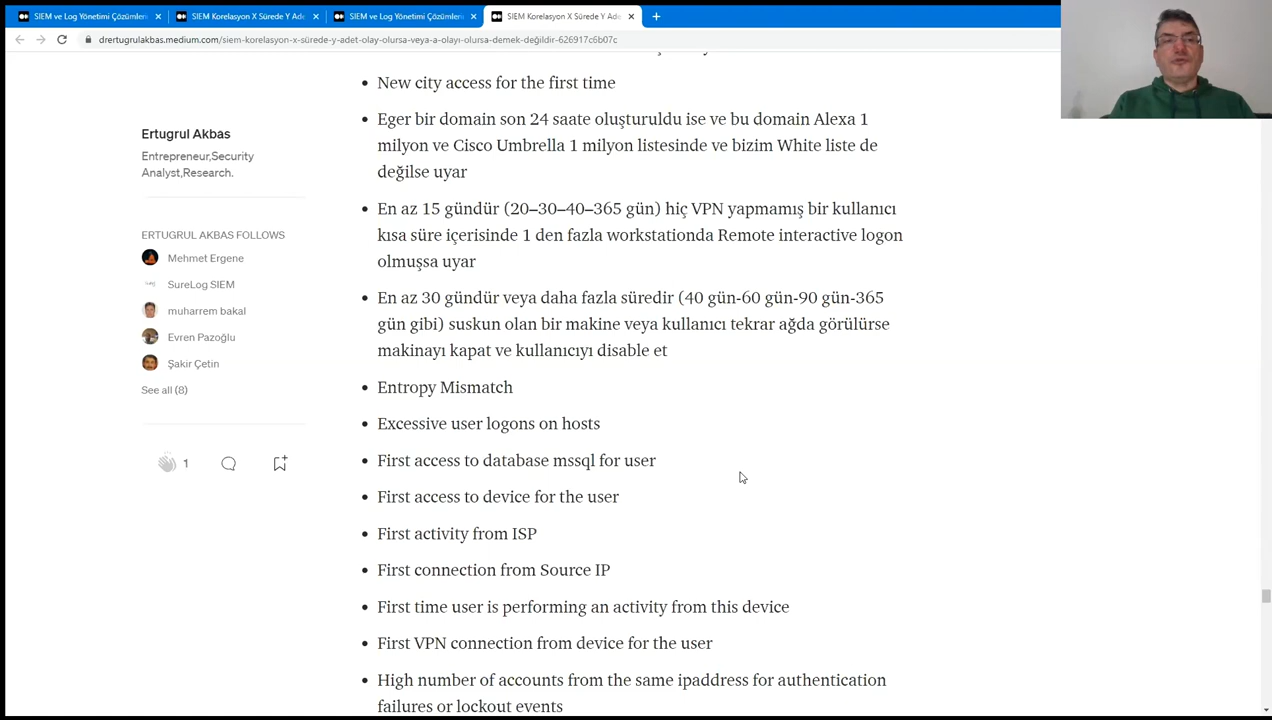 SIEM ve Log Yönetimi Çözümleri
SIEM Korelasyon X Sürede Y Ade
SIEM ve Log Yönetimi Çözümleri
SIEM Korelasyon X Sürede Y Ade
drertugrulakbas.medium.com/siem-korelasyon-x-sürede-y-adet-olay-olursa-veya-a-olayı-olursa-demek-değildir-626917c6b07c
New city access for the first time
Eger bir domain son 24 saate oluşturuldu ise ve bu domain Alexa 1
milyon ve Cisco Umbrella 1 milyon listesinde ve bizim White liste de
değilse uyar
En az 15 gündür (20–30–40–365 gün) hiç VPN yapmamış bir kullanıcı
kısa süre içerisinde 1 den fazla workstationda Remote interactive logon
olmuşsa uyar
En az 30 gündür veya daha fazla süredir (40 gün-60 gün-90 gün-365
gün gibi) suskun olan bir makine veya kullanıcı tekrar ağda görülürse
makinayı kapat ve kullanıcıyı disable et
Entropy Mismatch
Excessive user logons on hosts
First access to database mssql for user
First access to device for the user
First activity from ISP
First connection from Source IP
First time user is performing an activity from this device
First VPN connection from device for the user
High number of accounts from the same ipaddress for authentication
failures or lockout events
Ertugrul Akbas
Entrepreneur,Security
Analyst,Research.
ERTUGRUL AKBAS FOLLOWS
Mehmet Ergene
SureLog SIEM
muharrem bakal
Evren Pazoğlu
Şakir Çetin
See all (8)
1